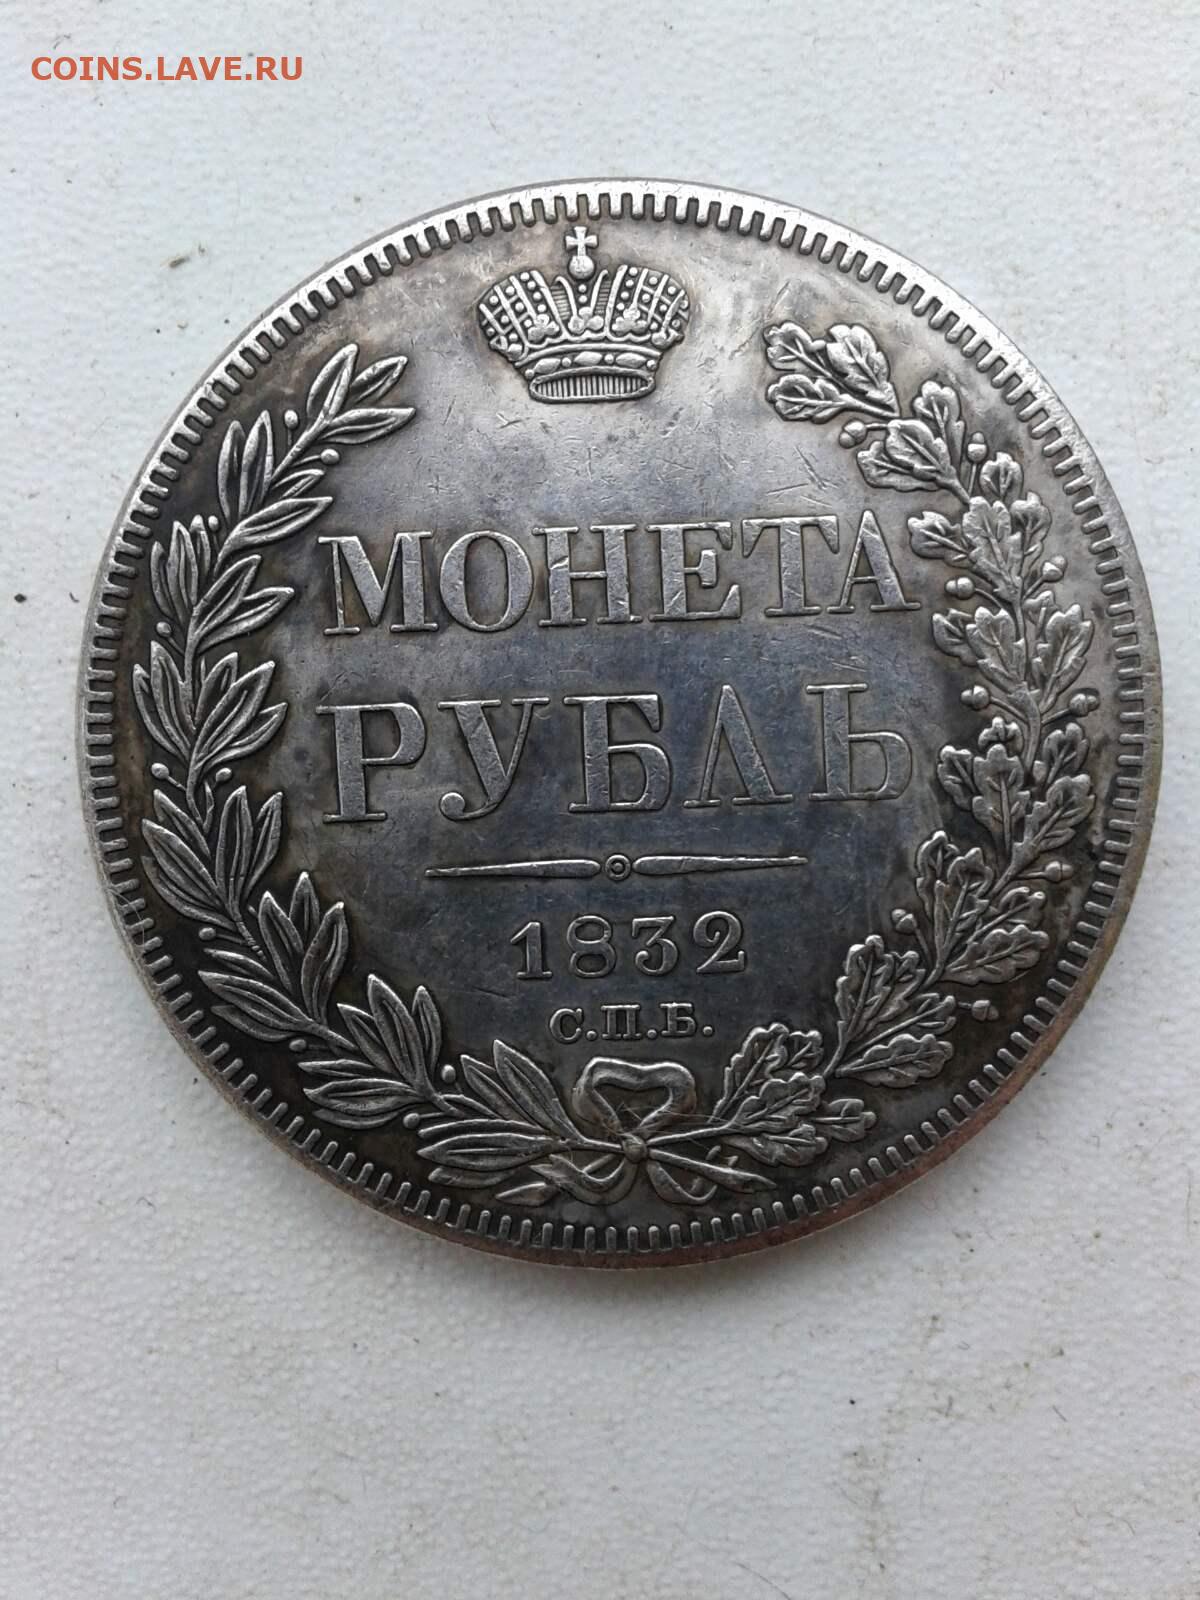 COINS.LAVE.RU
МОНЕТА
РУБЛЬ
1832
С.П.Б.